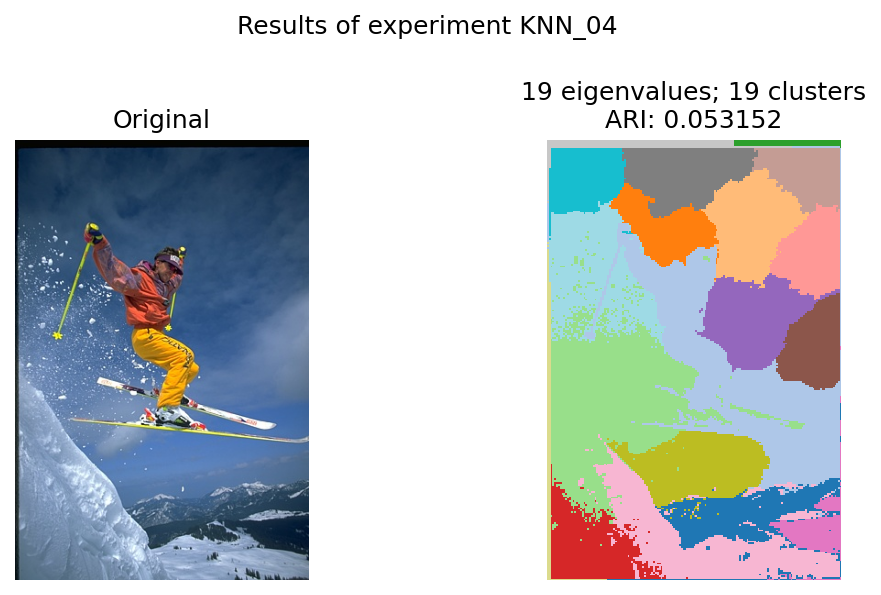 Results of experiment KNN_04
Original
19 eigenvalues; 19 clusters
ARI: 0.053152